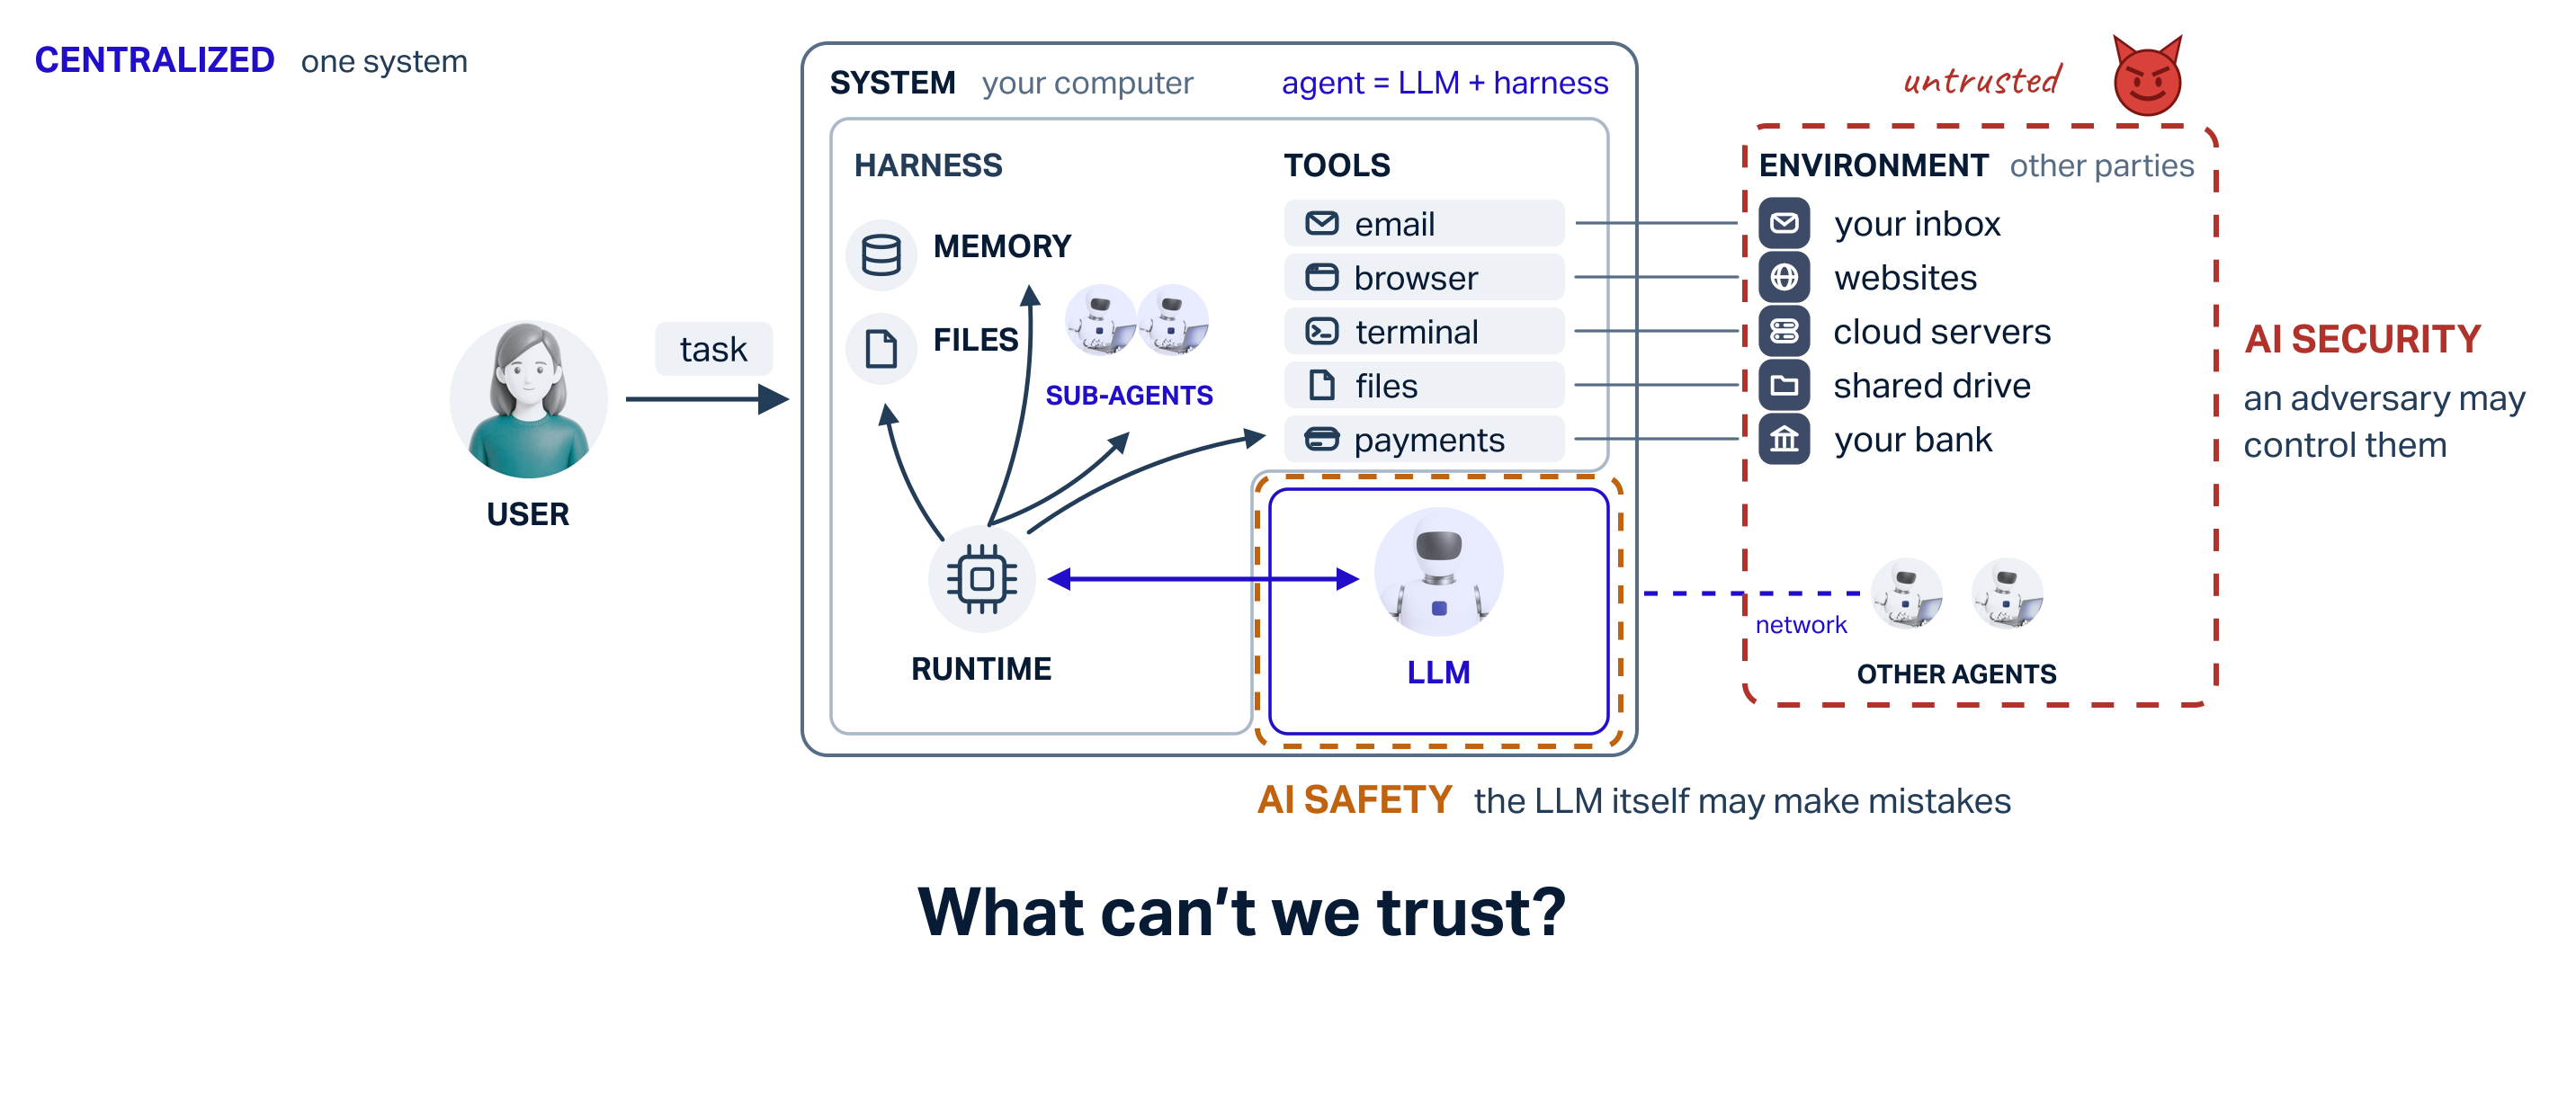 CENTRALIZED one system
SYSTEM your computer agent = LLM + harness
untrusted
HARNESS
MEMORY
FILES
SUB-AGENTS
TOOLS
email
browser
terminal
files
payments
ENVIRONMENT other parties
your inbox
websites
cloud servers
shared drive
your bank
AI SECURITY
an adversary may
control them
task
USER
RUNTIME
LLM
network
OTHER AGENTS
AI SAFETY the LLM itself may make mistakes
What can’t we trust?